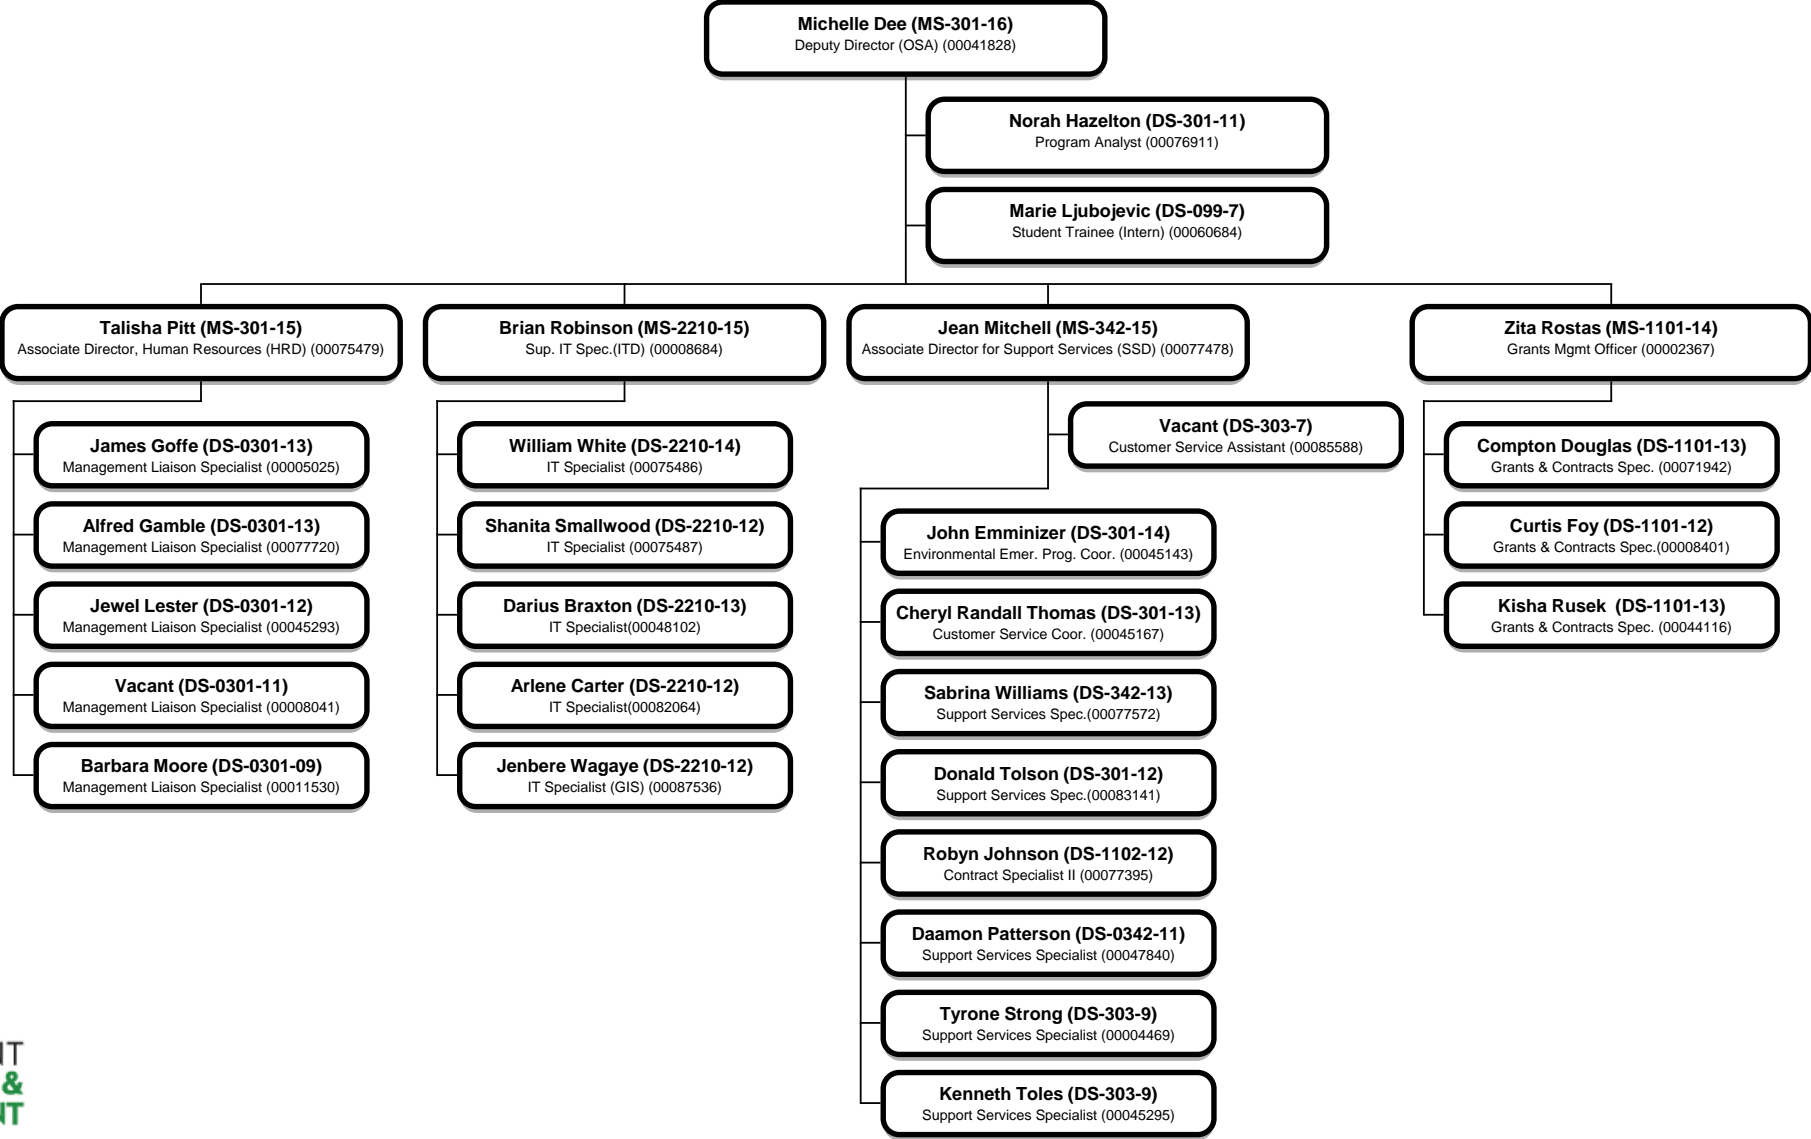 Michelle Dee (MS-301-16)
Deputy Director (OSA) (00041828)
Norah Hazelton (DS-301-11)
Program Analyst (00076911)
Marie Ljubojevic (DS-099-7)
Student Trainee (Intern) (00060684)
Talisha Pitt (MS-301-15)
Associate Director, Human Resources (HRD) (00075479)
James Goffe (DS-0301-13)
Management Liaison Specialist (00005025)
Alfred Gamble (DS-0301-13)
Management Liaison Specialist (00077720)
Jewel Lester (DS-0301-12)
Management Liaison Specialist (00045293)
Vacant (DS-0301-11)
Management Liaison Specialist (00008041)
Barbara Moore (DS-0301-09)
Management Liaison Specialist (00011530)
Brian Robinson (MS-2210-15)
Sup. IT Spec.(ITD) (00008684)
William White (DS-2210-14)
IT Specialist (00075486)
Shanita Smallwood (DS-2210-12)
IT Specialist (00075487)
Darius Braxton (DS-2210-13)
IT Specialist(00048102)
Arlene Carter (DS-2210-12)
IT Specialist(00082064)
Jenbere Wagaye (DS-2210-12)
IT Specialist (GIS) (00087536)
Jean Mitchell (MS-342-15)
Associate Director for Support Services (SSD) (00077478)
Vacant (DS-303-7)
Customer Service Assistant (00085588)
John Emminizer (DS-301-14)
Environmental Emer. Prog. Coor. (00045143)
Cheryl Randall Thomas (DS-301-13)
Customer Service Coor. (00045167)
Sabrina Williams (DS-342-13)
Support Services Spec.(00077572)
Donald Tolson (DS-301-12)
Support Services Spec.(00083141)
Robyn Johnson (DS-1102-12)
Contract Specialist II (00077395)
Daamon Patterson (DS-0342-11)
Support Services Specialist (00047840)
Tyrone Strong (DS-303-9)
Support Services Specialist (00004469)
Kenneth Toles (DS-303-9)
Support Services Specialist (00045295)
Zita Rostas (MS-1101-14)
Grants Mgmt Officer (00002367)
Compton Douglas (DS-1101-13)
Grants & Contracts Spec. (00071942)
Curtis Foy (DS-1101-12)
Grants & Contracts Spec.(00008401)
Kisha Rusek (DS-1101-13)
Grants & Contracts Spec. (00044116)
&
NT